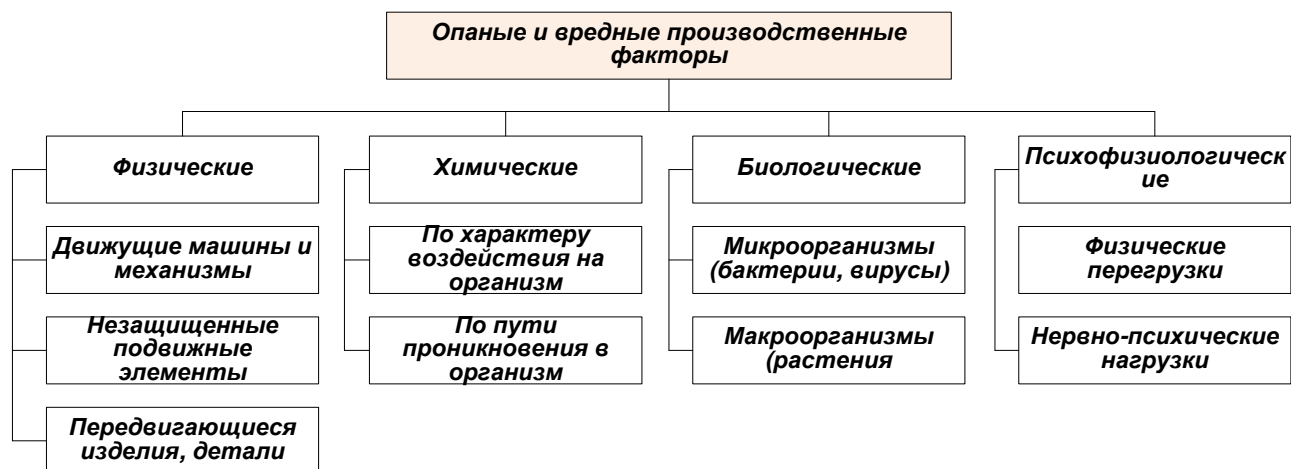 Опаные и вредные производственные
факторы
Физические
Химические
Биологические
Психофизиологическ
ие
Движущие машины и
механизмы
По характеру
воздействия на
организм
Микроорганизмы
(бактерии, вирусы)
Физические
перегрузки
Незащищенные
подвижные
элементы
По пути
проникновения в
организм
Макроорганизмы
(растения
Нервно-психические
нагрузки
Передвигающиеся
изделия, детали